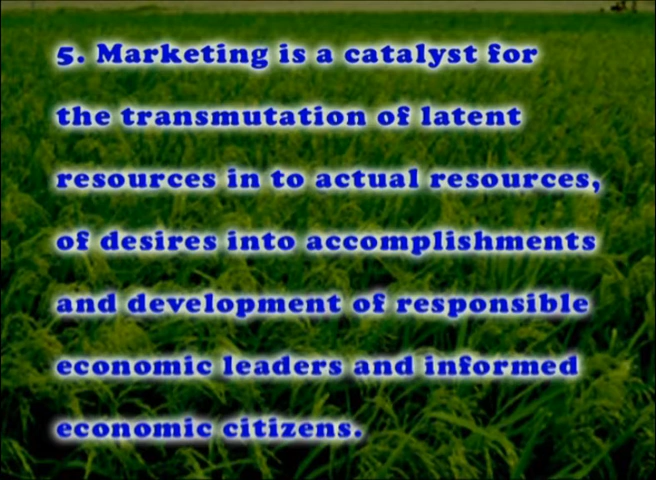 5. Marketing is a catalyst for
the transmutation of latent
resources in to actual resources,
of desires into accomplishments
and development of responsible
economic leaders and informed
economic citizens.